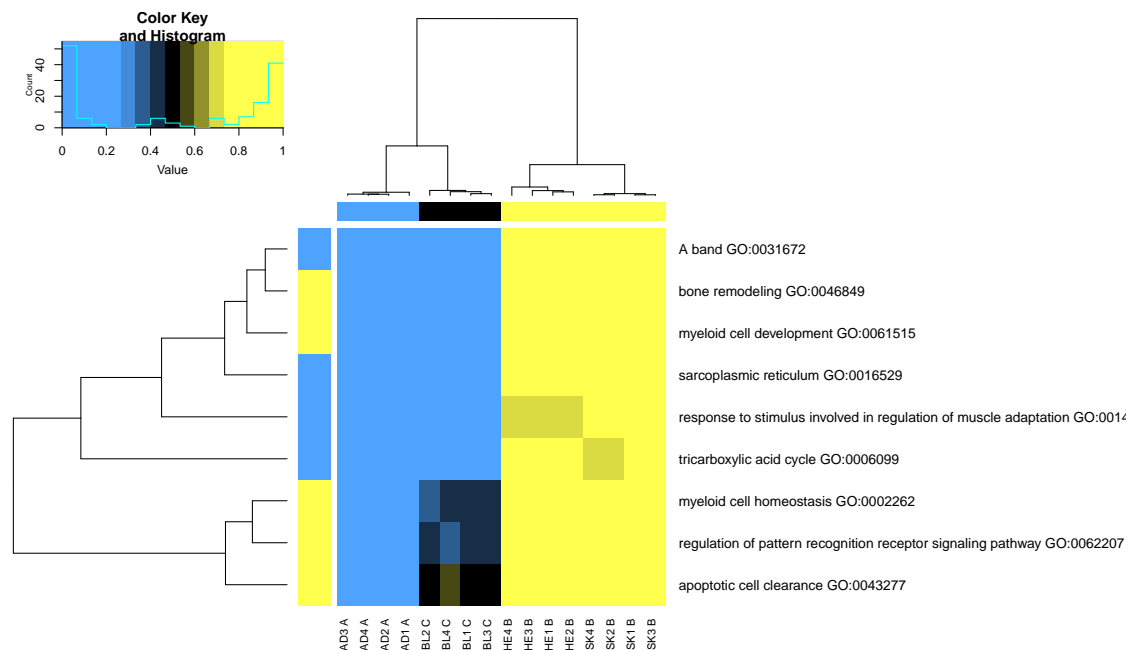 Color Key
and Histogram
Count
0 20 40
0 0.2 0.4 0.6 0.8 1
Value
A band GO:0031672
bone remodeling GO:0046849
myeloid cell development GO:0061515
sarcoplasmic reticulum GO:0016529
response to stimulus involved in regulation of muscle adaptation GO:0014
tricarboxylic acid cycle GO:0006099
myeloid cell homeostasis GO:0002262
regulation of pattern recognition receptor signaling pathway GO:0062207
apoptotic cell clearance GO:0043277
AD3 A
AD4 A
AD2 A
AD1 A
BL2 C
BL4 C
BL1 C
BL3 C
HE4 B
HE3 B
HE1 B
HE2 B
SK4 B
SK2 B
SK1 B
SK3 B